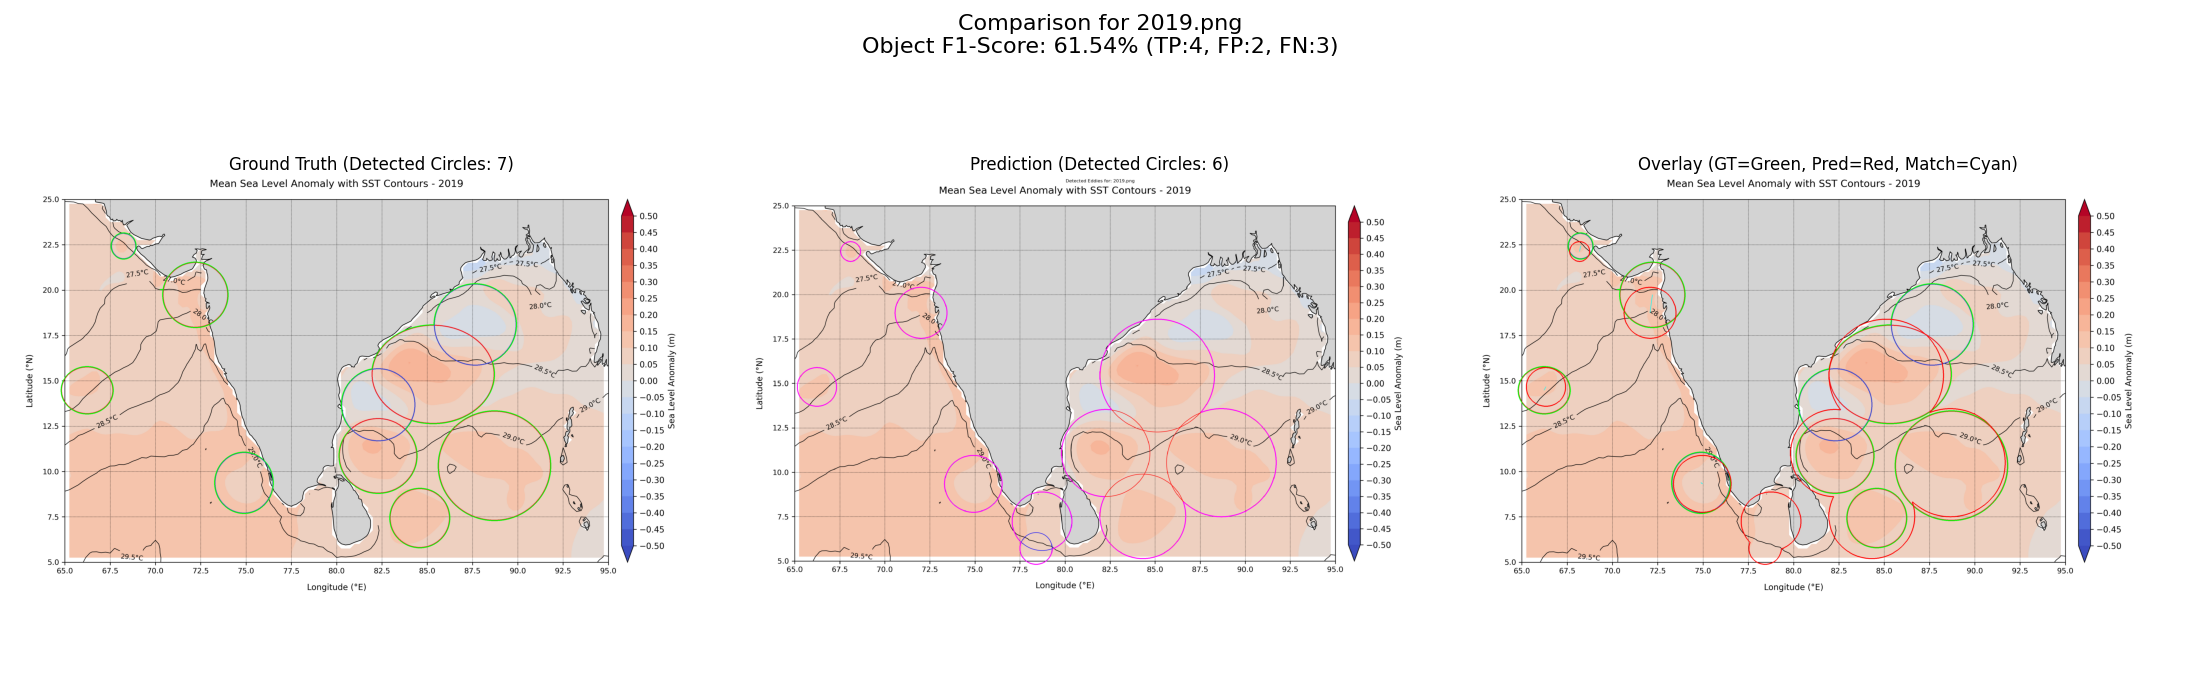 Comparison for 2019.png
Object F1-Score: 61.54% (TP:4, FP:2, FN:3)
Ground Truth (Detected Circles: 7)
Mean Sea Level Anomaly with SST Contours - 2019
25.0
22.5
20.0
17.5
15.0
12.5
10.0
7.5
5.0
Latitude (°N)
65.0 67.5 70.0 72.5 75.0 77.5 80.0 82.5 85.0 87.5 90.0 92.5 95.0
Longitude (°E)
27.5°C
27.0°C
28.0°C
28.5°C
29.0°C
29.5°C
27.5°C
27.5°C
28.0°C
28.5°C
29.0°C
29.0°C
0.50
0.45
0.40
0.35
0.30
0.25
0.20
0.15
0.10
0.05
0.00
−0.05
−0.10
−0.15
−0.20
−0.25
−0.30
−0.35
−0.40
−0.45
−0.50
Sea Level Anomaly (m)
Prediction (Detected Circles: 6)
Detected Eddies for: 2019.png
Mean Sea Level Anomaly with SST Contours - 2019
25.0
22.5
20.0
17.5
15.0
12.5
10.0
7.5
5.0
Latitude (°N)
65.0 67.5 70.0 72.5 75.0 77.5 80.0 82.5 85.0 87.5 90.0 92.5 95.0
Longitude (°E)
27.5°C
27.0°C
28.0°C
28.5°C
29.0°C
29.5°C
27.5°C
27.5°C
28.0°C
28.5°C
29.0°C
29.0°C
0.50
0.45
0.40
0.35
0.30
0.25
0.20
0.15
0.10
0.05
0.00
−0.05
−0.10
−0.15
−0.20
−0.25
−0.30
−0.35
−0.40
−0.45
−0.50
Sea Level Anomaly (m)
Overlay (GT=Green, Pred=Red, Match=Cyan)
Mean Sea Level Anomaly with SST Contours - 2019
25.0
22.5
20.0
17.5
15.0
12.5
10.0
7.5
5.0
Latitude (°N)
65.0 67.5 70.0 72.5 75.0 77.5 80.0 82.5 85.0 87.5 90.0 92.5 95.0
Longitude (°E)
27.5°C
27.0°C
28.0°C
28.5°C
29.0°C
29.5°C
27.5°C
27.5°C
28.0°C
28.5°C
29.0°C
29.0°C
0.50
0.45
0.40
0.35
0.30
0.25
0.20
0.15
0.10
0.05
0.00
−0.05
−0.10
−0.15
−0.20
−0.25
−0.30
−0.35
−0.40
−0.45
−0.50
Sea Level Anomaly (m)